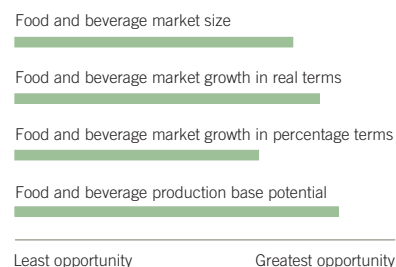 Food and beverage market size
Food and beverage market growth in real terms
Food and beverage market growth in percentage terms
Food and beverage production base potential
Least opportunity Greatest opportunity